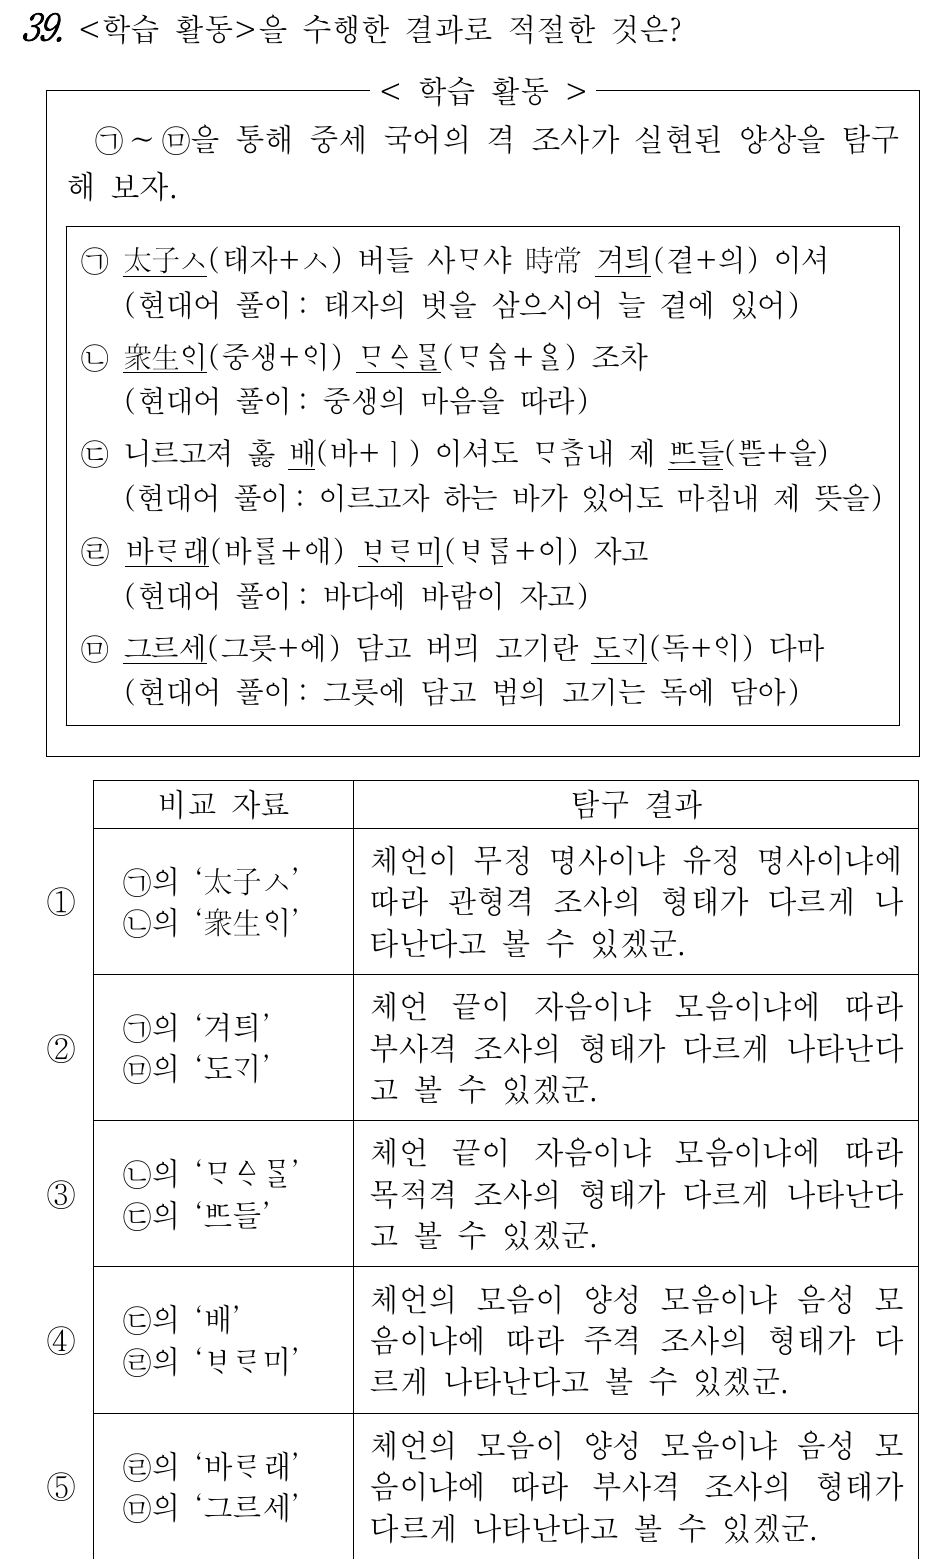 39. <학습 활동>을 수행한 결과로 적절한 것은?
< 학습 활동 >
㉠~㉤을 통해 중세 국어의 격 조사가 실현된 양상을 탐구
해 보자.
㉠ 太子ㅅ(태자+ㅅ) 버들 사ᄆᆞ샤 時常 겨틔(곁+의) 이셔
(현대어 풀이: 태자의 벗을 삼으시어 늘 곁에 있어)
㉡ 衆生ᄋᆡ(중생+ᄋᆡ) ᄆᆞᅀᆞᄆᆞᆯ(ᄆᆞᅀᆞᆷ+ᄋᆞᆯ) 조차
(현대어 풀이: 중생의 마음을 따라)
㉢ 니르고져 홇 배(바+ㅣ) 이셔도 ᄆᆞ춤내 제 ᄠᅳ들(ᄠᅳᆮ+을)
(현대어 풀이: 이르고자 하는 바가 있어도 마침내 제 뜻을)
㉣ 바ᄅᆞ래(바ᄅᆞᆯ+애) ᄇᆞᄅᆞ미(ᄇᆞᄅᆞᆷ+이) 자고
(현대어 풀이: 바다에 바람이 자고)
㉤ 그르세(그릇+에) 담고 버믜 고기란 도ᄀᆡ(독+ᄋᆡ) 다마
(현대어 풀이: 그릇에 담고 범의 고기는 독에 담아)
비교 자료 탐구 결과
①
㉠의 ‘太子ㅅ’
㉡의 ‘衆生ᄋᆡ’
체언이 무정 명사이냐 유정 명사이냐에
따라 관형격 조사의 형태가 다르게 나
타난다고 볼 수 있겠군.
②
㉠의 ‘겨틔’
㉤의 ‘도ᄀᆡ’
체언 끝이 자음이냐 모음이냐에 따라
부사격 조사의 형태가 다르게 나타난다
고 볼 수 있겠군.
③
㉡의 ‘ᄆᆞᅀᆞᄆᆞᆯ’
㉢의 ‘ᄠᅳ들’
체언 끝이 자음이냐 모음이냐에 따라
목적격 조사의 형태가 다르게 나타난다
고 볼 수 있겠군.
④
㉢의 ‘배’
㉣의 ‘ᄇᆞᄅᆞ미’
체언의 모음이 양성 모음이냐 음성 모
음이냐에 따라 주격 조사의 형태가 다
르게 나타난다고 볼 수 있겠군.
⑤
㉣의 ‘바ᄅᆞ래’
㉤의 ‘그르세’
체언의 모음이 양성 모음이냐 음성 모
음이냐에 따라 부사격 조사의 형태가
다르게 나타난다고 볼 수 있겠군.